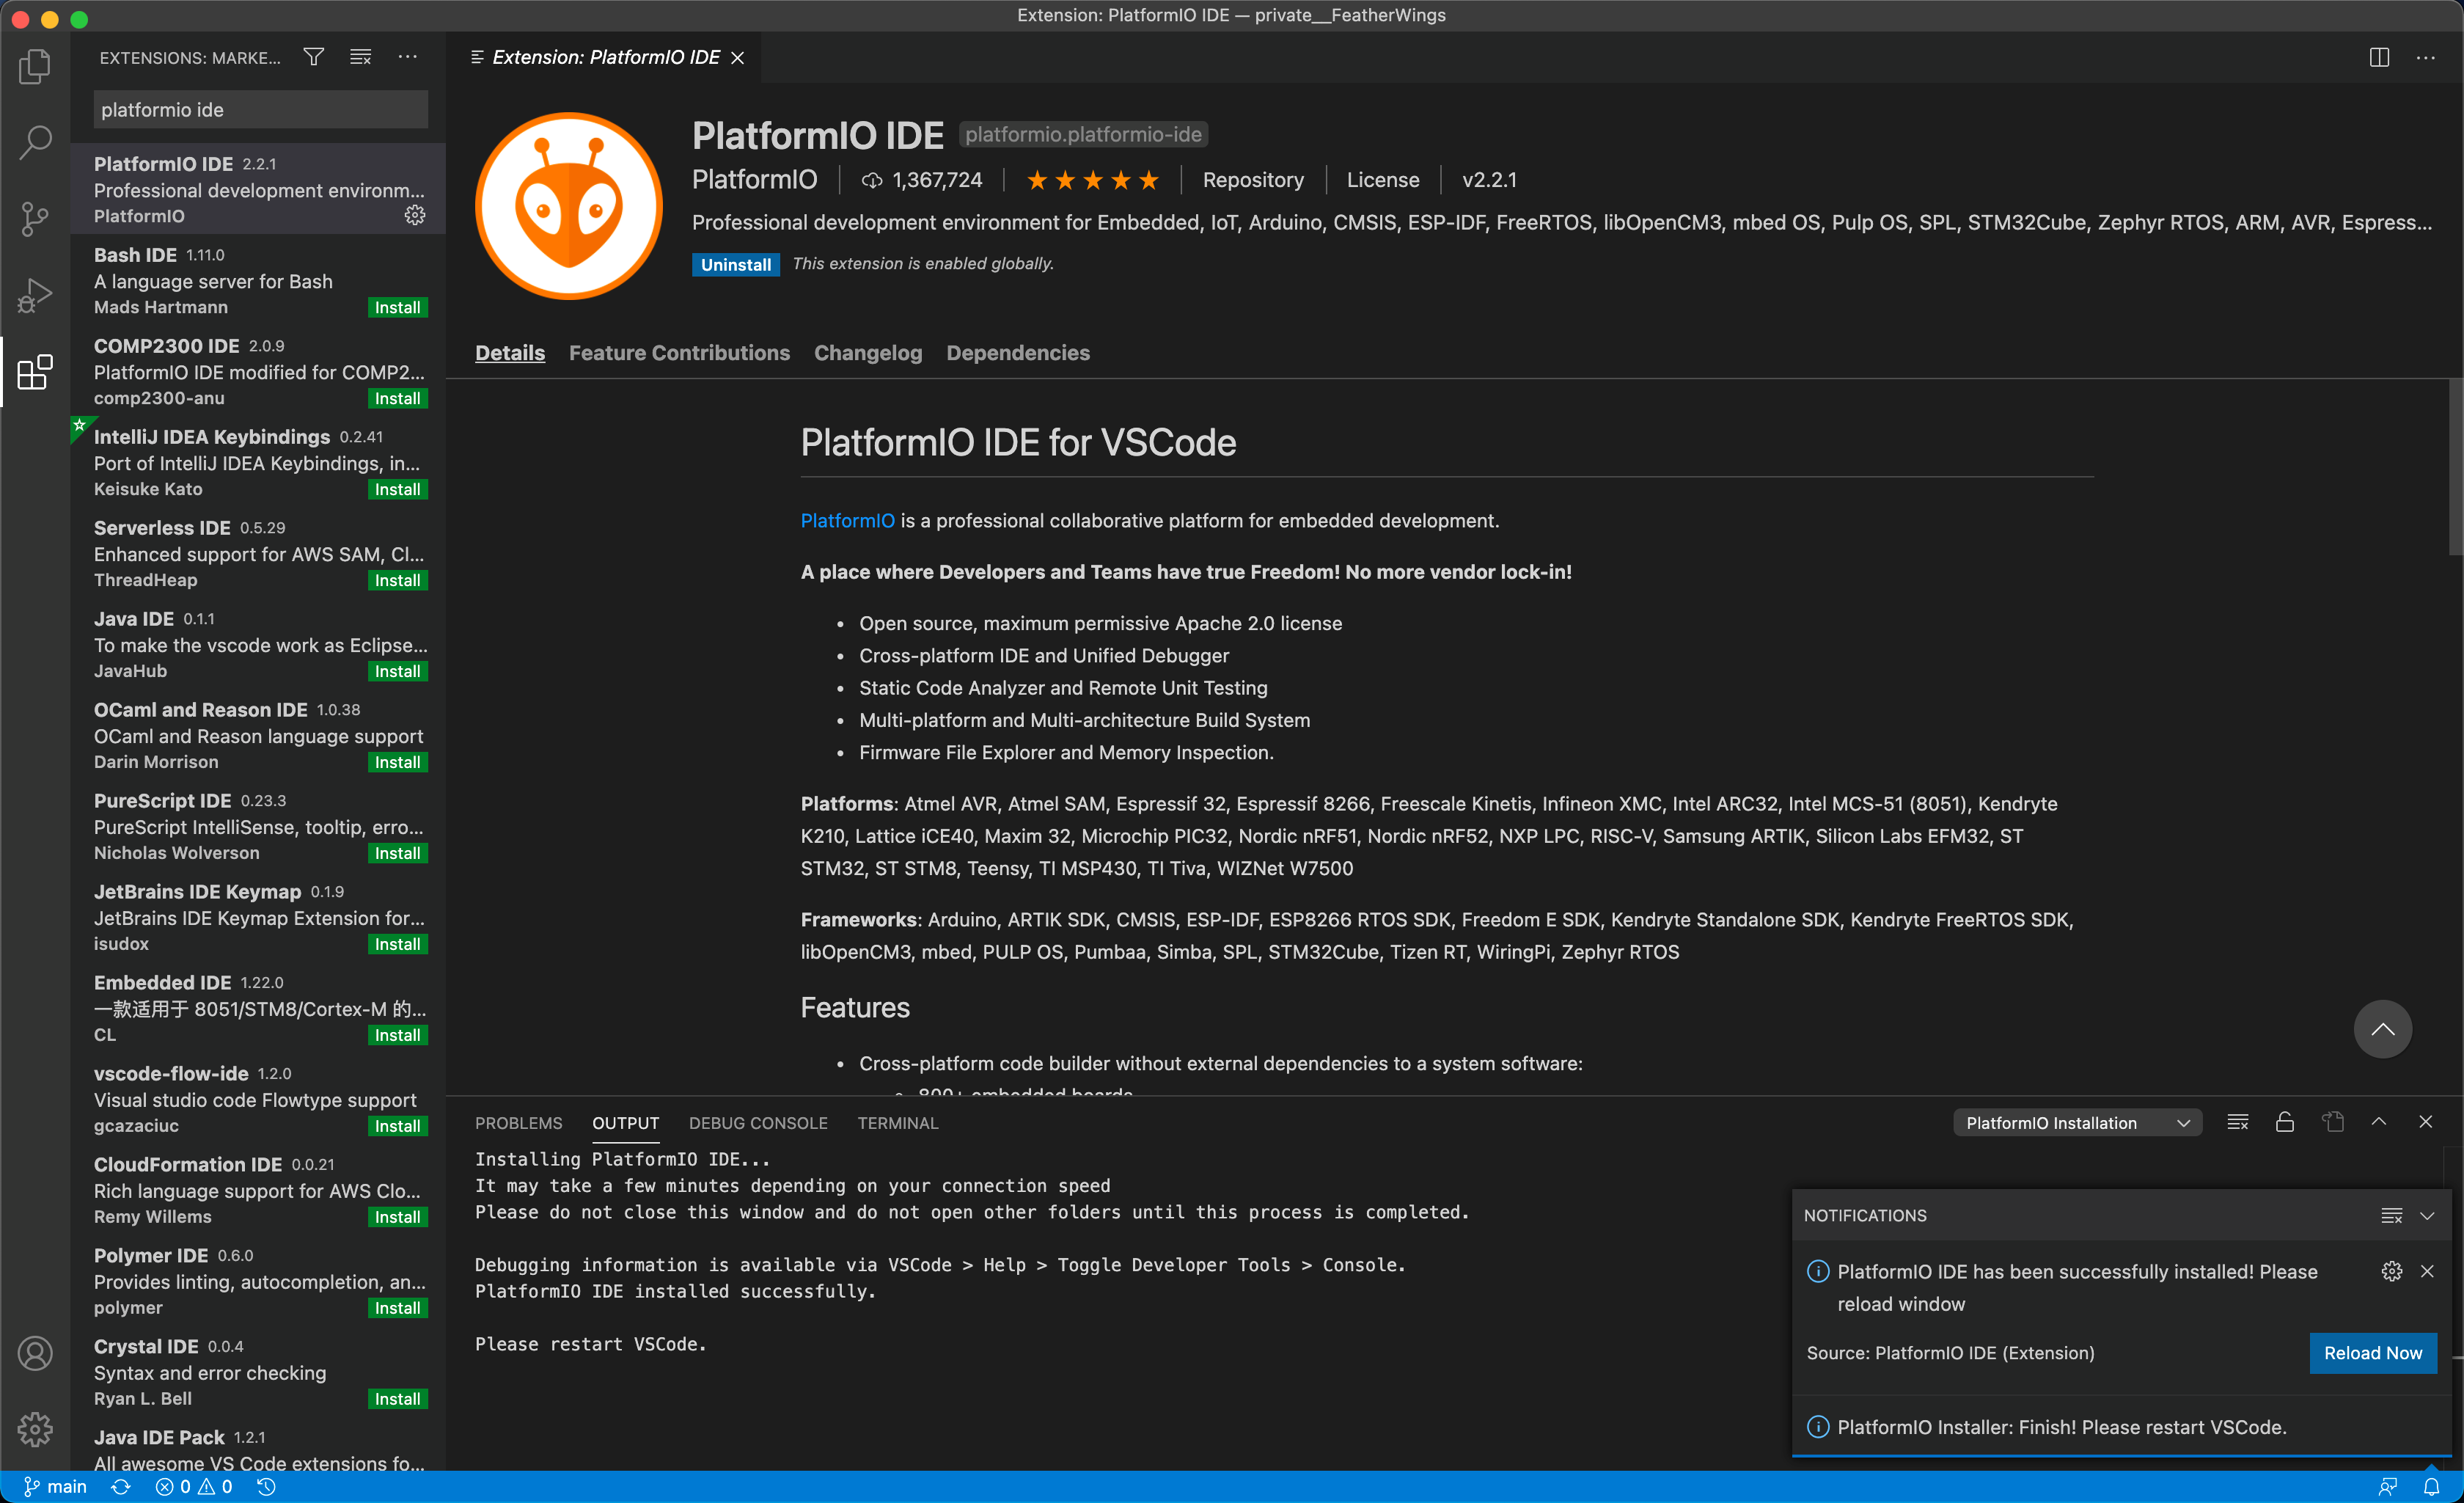 Extension: PlatformIO IDE — private__FeatherWings
EXTENSIONS: MARKE...
platformio ide
PlatformIO IDE 2.2.1
Professional development environm...
PlatformIO
Bash IDE 1.11.0
A language server for Bash
Mads Hartmann Install
COMP2300 IDE 2.0.9
PlatformIO IDE modified for COMP2...
comp2300-anu Install
IntelliJ IDEA Keybindings 0.2.41
Port of IntelliJ IDEA Keybindings, in...
Keisuke Kato Install
Serverless IDE 0.5.29
Enhanced support for AWS SAM, Cl...
ThreadHeap Install
Java IDE 0.1.1
To make the vscode work as Eclipse...
JavaHub Install
OCaml and Reason IDE 1.0.38
OCaml and Reason language support
Darin Morrison Install
PureScript IDE 0.23.3
PureScript IntelliSense, tooltip, erro...
Nicholas Wolverson Install
JetBrains IDE Keymap 0.1.9
JetBrains IDE Keymap Extension for...
isudox Install
Embedded IDE 1.22.0
一款适用于 8051/STM8/Cortex-M 的...
CL Install
vscode-flow-ide 1.2.0
Visual studio code Flowtype support
gcazaciuc Install
CloudFormation IDE 0.0.21
Rich language support for AWS Clo...
Remy Willems Install
Polymer IDE 0.6.0
Provides linting, autocompletion, an...
polymer Install
Crystal IDE 0.0.4
Syntax and error checking
Ryan L. Bell Install
Java IDE Pack 1.2.1
All awesome VS Code extensions fo...
Extension: PlatformIO IDE
PlatformIO IDE platformio.platformio-ide
PlatformIO 1,367,724 Repository License v2.2.1
Professional development environment for Embedded, IoT, Arduino, CMSIS, ESP-IDF, FreeRTOS, libOpenCM3, mbed OS, Pulp OS, SPL, STM32Cube, Zephyr RTOS, ARM, AVR, Espress...
Uninstall This extension is enabled globally.
Details Feature Contributions Changelog Dependencies
PlatformIO IDE for VSCode
PlatformIO is a professional collaborative platform for embedded development.
A place where Developers and Teams have true Freedom! No more vendor lock-in!
• Open source, maximum permissive Apache 2.0 license
• Cross-platform IDE and Unified Debugger
• Static Code Analyzer and Remote Unit Testing
• Multi-platform and Multi-architecture Build System
• Firmware File Explorer and Memory Inspection.
Platforms: Atmel AVR, Atmel SAM, Espressif 32, Espressif 8266, Freescale Kinetis, Infineon XMC, Intel ARC32, Intel MCS-51 (8051), Kendryte
K210, Lattice iCE40, Maxim 32, Microchip PIC32, Nordic nRF51, Nordic nRF52, NXP LPC, RISC-V, Samsung ARTIK, Silicon Labs EFM32, ST
STM32, ST STM8, Teensy, TI MSP430, TI Tiva, WIZNet W7500
Frameworks: Arduino, ARTIK SDK, CMSIS, ESP-IDF, ESP8266 RTOS SDK, Freedom E SDK, Kendryte Standalone SDK, Kendryte FreeRTOS SDK,
libOpenCM3, mbed, PULP OS, Pumbaa, Simba, SPL, STM32Cube, Tizen RT, WiringPi, Zephyr RTOS
Features
• Cross-platform code builder without external dependencies to a system software:
800+ embedded boards
PROBLEMS OUTPUT DEBUG CONSOLE TERMINAL PlatformIO Installation
Installing PlatformIO IDE...
It may take a few minutes depending on your connection speed
Please do not close this window and do not open other folders until this process is completed.
Debugging information is available via VSCode > Help > Toggle Developer Tools > Console.
PlatformIO IDE installed successfully.
Please restart VSCode.
NOTIFICATIONS
PlatformIO IDE has been successfully installed! Please
reload window
Source: PlatformIO IDE (Extension) Reload Now
PlatformIO Installer: Finish! Please restart VSCode.
main 0 0